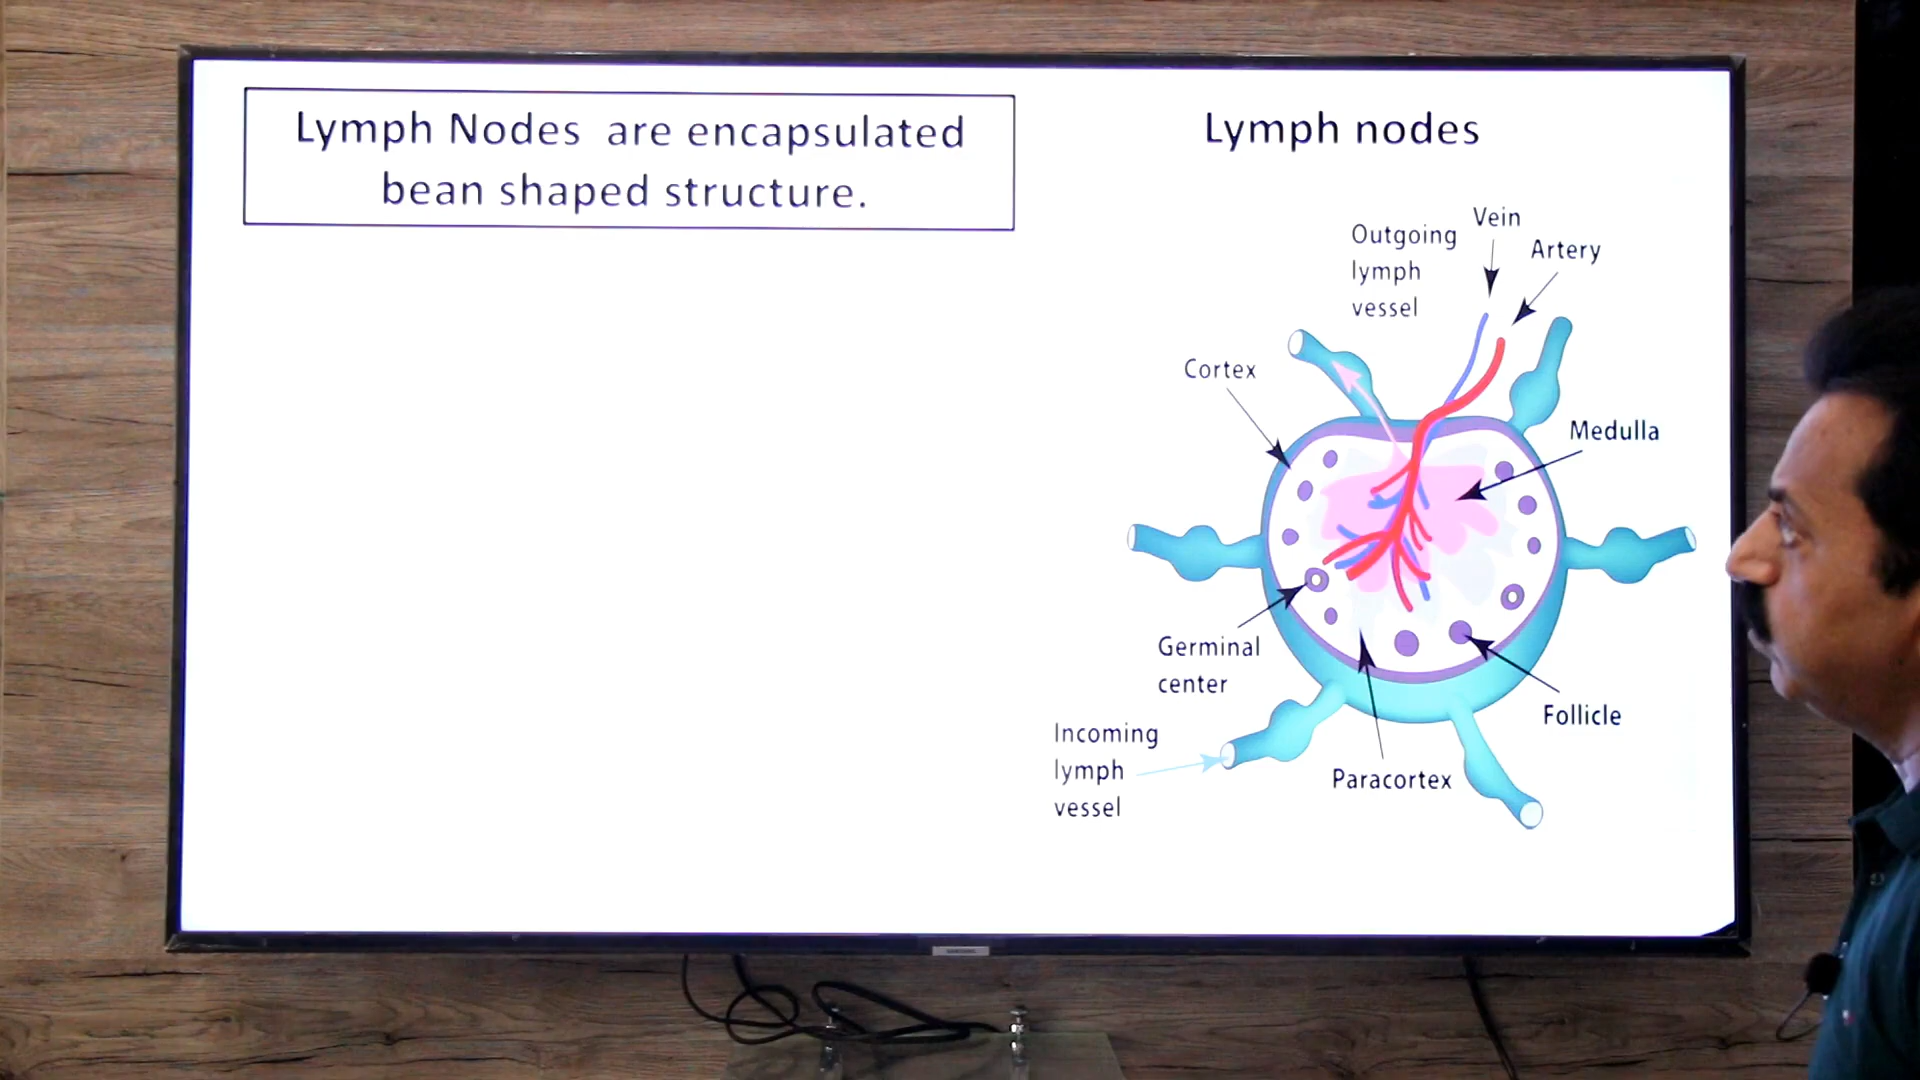 Lymph Nodes are encapsulated
bean shaped structure.
Lymph nodes
Vein
Outgoing
lymph
vessel
Artery
Cortex
Medulla
Germinal
center
Follicle
Incoming
lymph
vessel
Paracortex